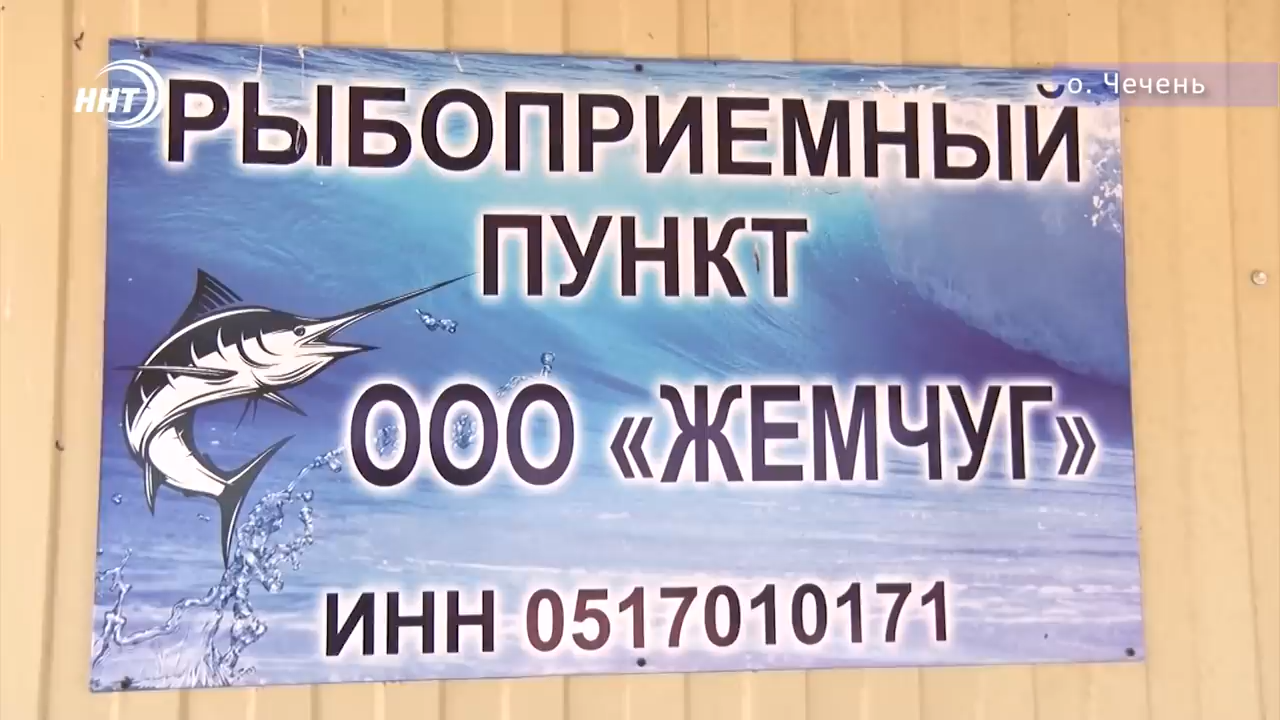 ННТ
о. Чечень
РЫБОПРИЕМНЫЙ
ПУНКТ
ООО «ЖЕМЧУГ»
ИНН 0517010171